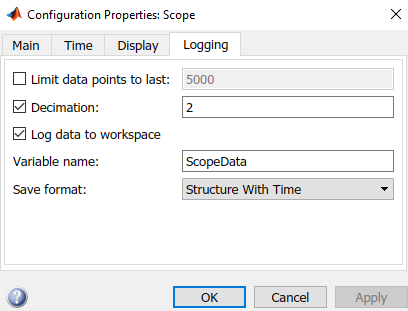 Configuration Properties: Scope
Main Time Display Logging
Limit data points to last: 5000
Decimation: 2
Log data to workspace
Variable name: ScopeData
Save format: Structure With Time
? OK Cancel Apply